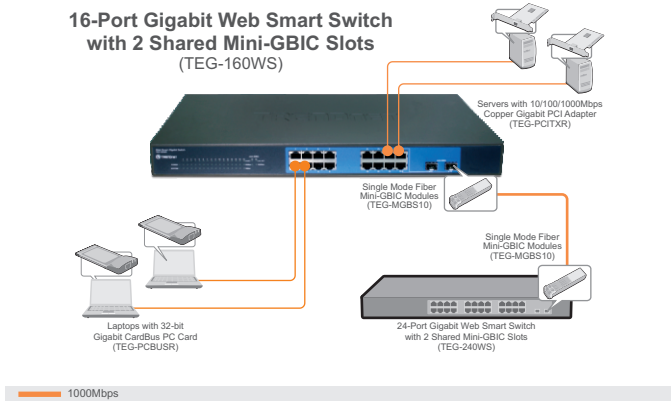 16-Port Gigabit Web Smart Switch
with 2 Shared Mini-GBIC Slots
(TEG-160WS)
Servers with 10/100/1000Mbps
Copper Gigabit PCI Adapter
(TEG-PCITXR)
Single Mode Fiber
Mini-GBIC Modules
(TEG-MGBS10)
Single Mode Fiber
Mini-GBIC Modules
(TEG-MGBS10)
Laptops with 32-bit
Gigabit CardBus PC Card
(TEG-PCBUSR)
24-Port Gigabit Web Smart Switch
with 2 Shared Mini-GBIC Slots
(TEG-240WS)
1000Mbps